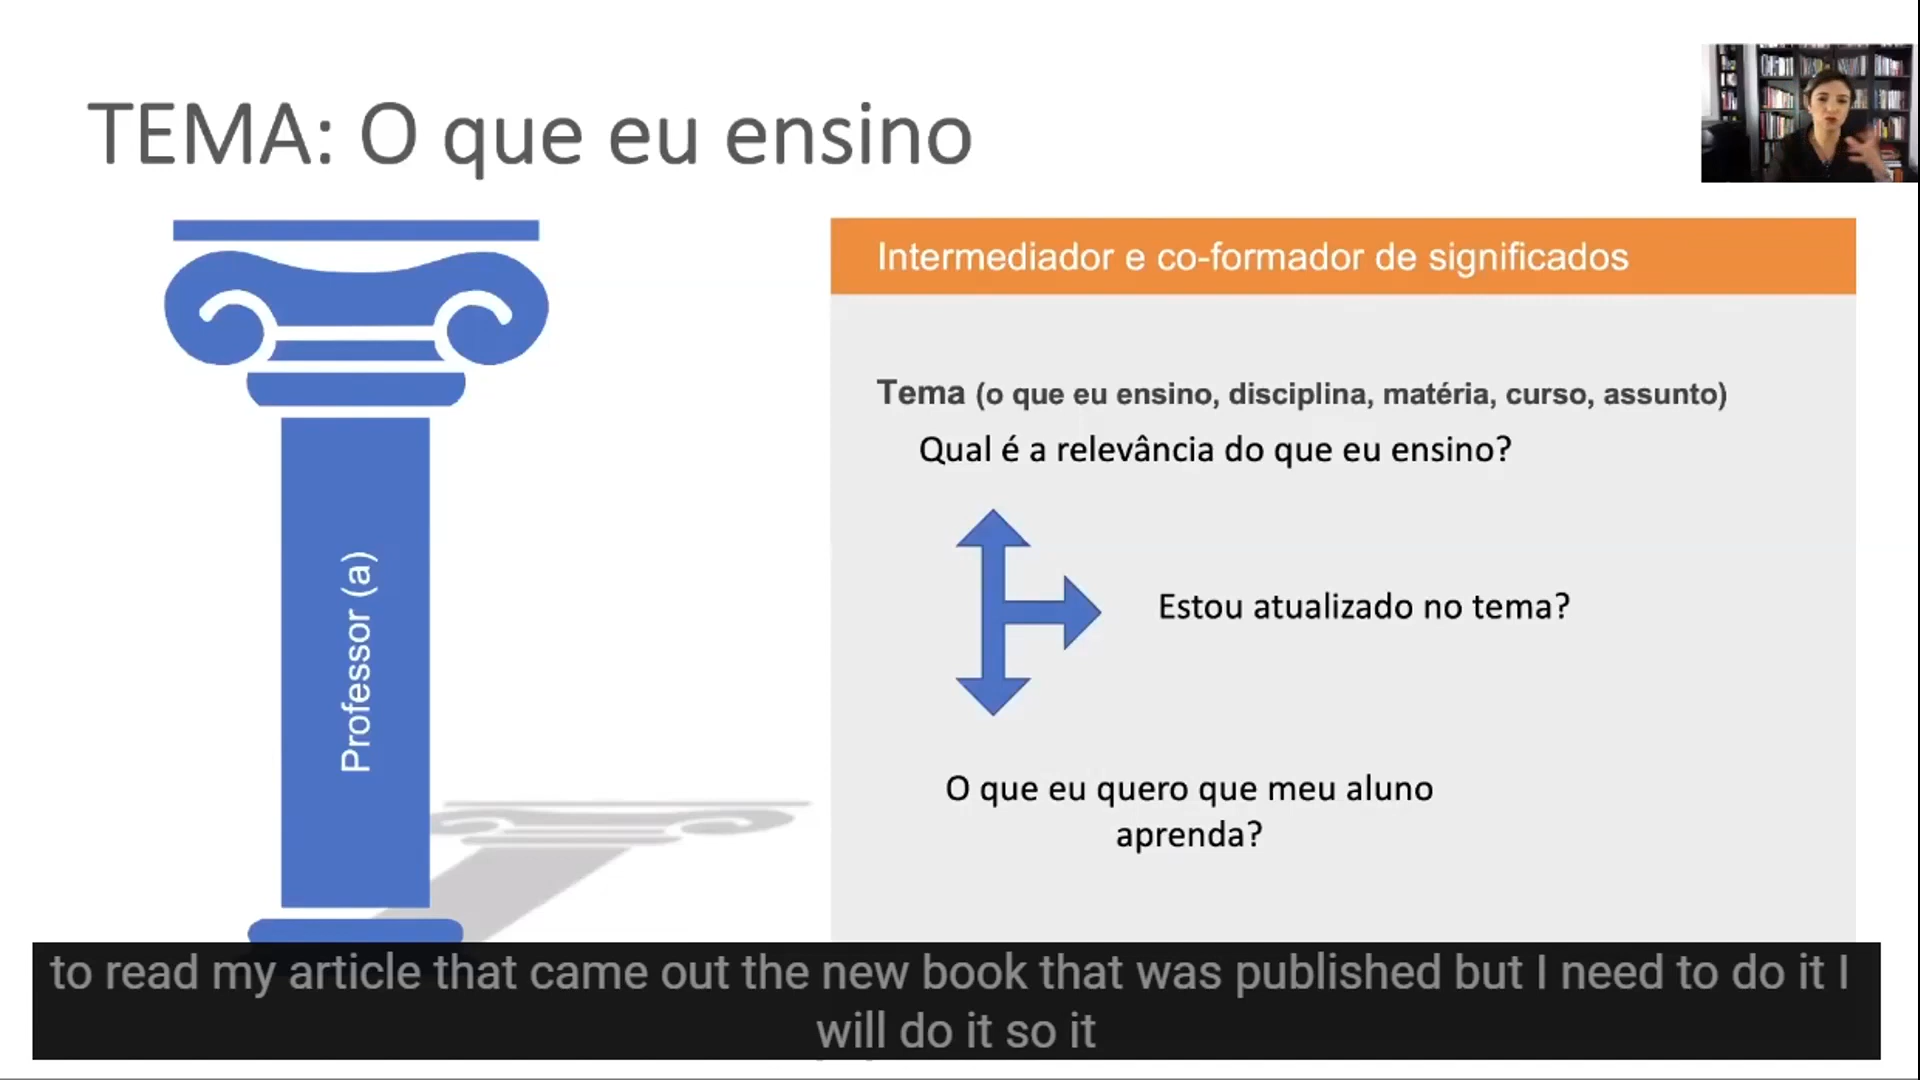 TEMA: O que eu ensino
Intermediador e co-formador de significados
Tema (o que eu ensino, disciplina, matéria, curso, assunto)
Qual é a relevância do que eu ensino?
Estou atualizado no tema?
O que eu quero que meu aluno
aprenda?
Professor (a)
to read my article that came out the new book that was published but I need to do it I
will do it so it